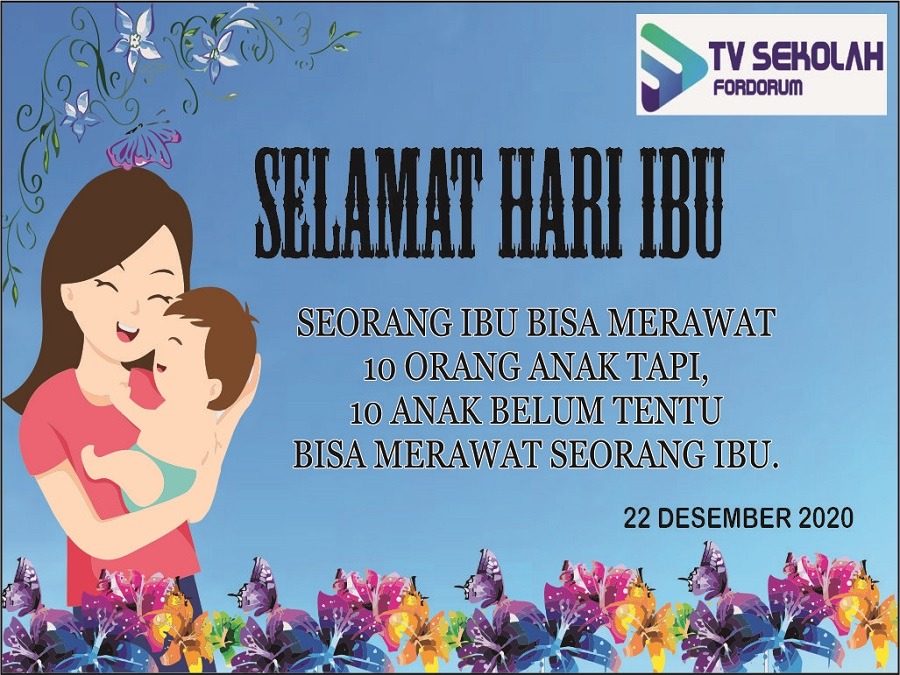 TV SEKOLAH
FORDORUM
SELAMAT HARI IBU
SEORANG IBU BISA MERAWAT
10 ORANG ANAK TAPI,
10 ANAK BELUM TENTU
BISA MERAWAT SEORANG IBU.
22 DESEMBER 2020